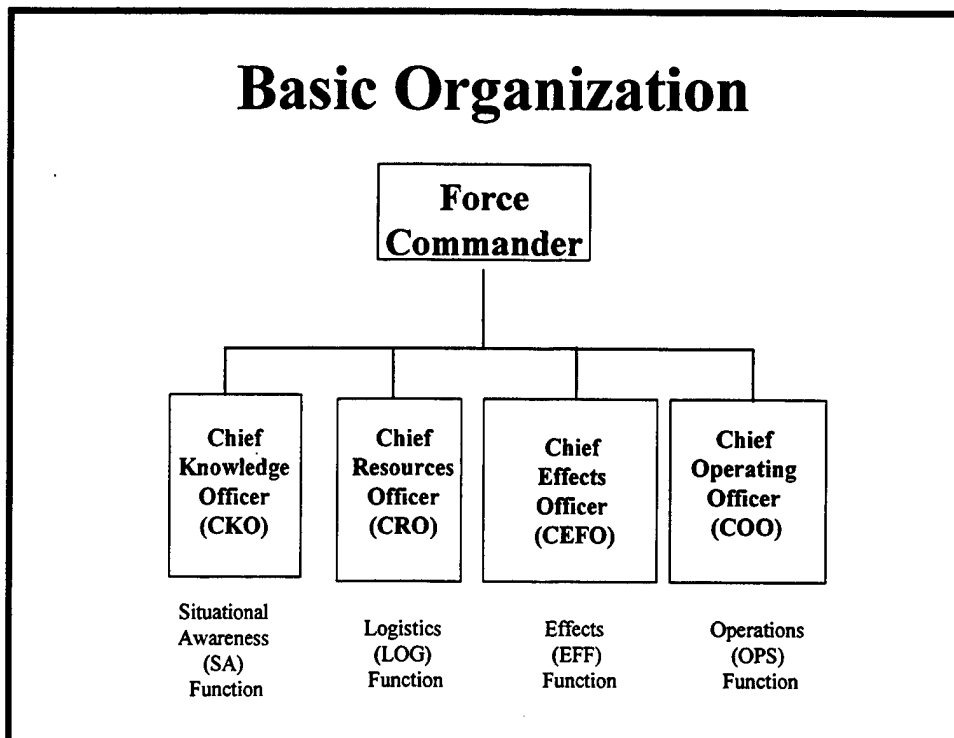 Basic Organization
Force
Commander
Chief
Knowledge
Officer
(CKO)
Chief
Resources
Officer
(CRO)
Chief
Effects
Officer
(CEFO)
Chief
Operating
Officer
(COO)
Situational
Awareness
(SA)
Function
Logistics
(LOG)
Function
Effects
(EFF)
Function
Operations
(OPS)
Function